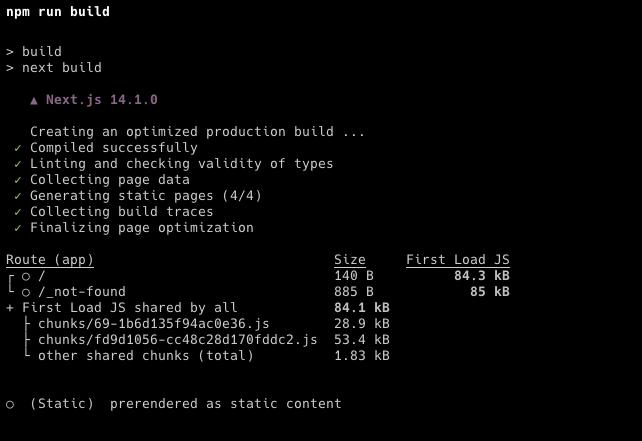 npm run build
> build
> next build
▲ Next.js 14.1.0
Creating an optimized production build ...
✓ Compiled successfully
✓ Linting and checking validity of types
✓ Collecting page data
✓ Generating static pages (4/4)
✓ Collecting build traces
✓ Finalizing page optimization
Route (app)                              Size     First Load JS
┌ ○ /                                    140 B          84.3 kB
└ ○ /_not-found                          885 B            85 kB
+ First Load JS shared by all            84.1 kB
  ├ chunks/69-1b6d135f94ac0e36.js        28.9 kB
  ├ chunks/fd9d1056-cc48c28d170fddc2.js  53.4 kB
  └ other shared chunks (total)          1.83 kB
○  (Static)  prerendered as static content